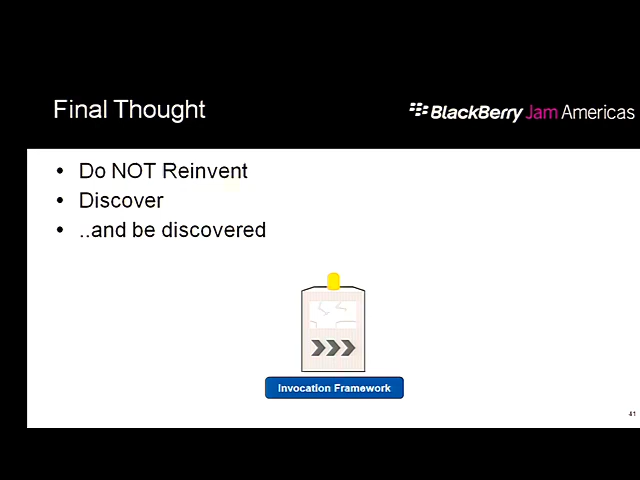 Final Thought
BlackBerry Jam Americas
• Do NOT Reinvent
• Discover
• ..and be discovered
Invocation Framework
41